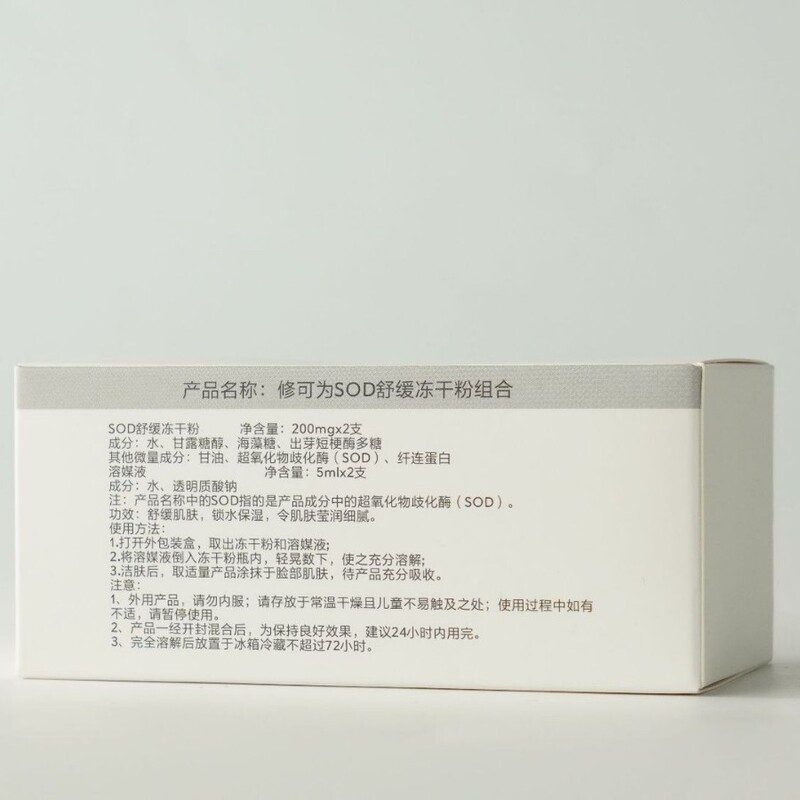 产品名称：修可为SOD舒缓冻干粉组合
SOD舒缓冻干粉 净含量：200mgx2支
成分：水、甘露糖醇、海藻糖、出芽短梗酶多糖
其他微量成分：甘油、超氧化物歧化酶（SOD）、纤连蛋白
溶媒液 净含量：5mlx2支
成分：水、透明质酸钠
注：产品名称中的SOD指的是产品成分中的超氧化物歧化酶（SOD）。
功效：舒缓肌肤，锁水保湿，令肌肤莹润细腻。
使用方法：
1.打开外包装盒，取出冻干粉和溶媒液;
2.将溶媒液倒入冻干粉瓶内，轻晃数下，使之充分溶解;
3.洁肤后，取适量产品涂抹于脸部肌肤，待产品充分吸收。
注意：
1、外用产品，请勿内服；请存放于常温干燥且儿童不易触及之处；使用过程中如有
不适，请暂停使用。
2、产品一经开封混合后，为保持良好效果，建议24小时内用完。
3、完全溶解后放置于冰箱冷藏不超过72小时。